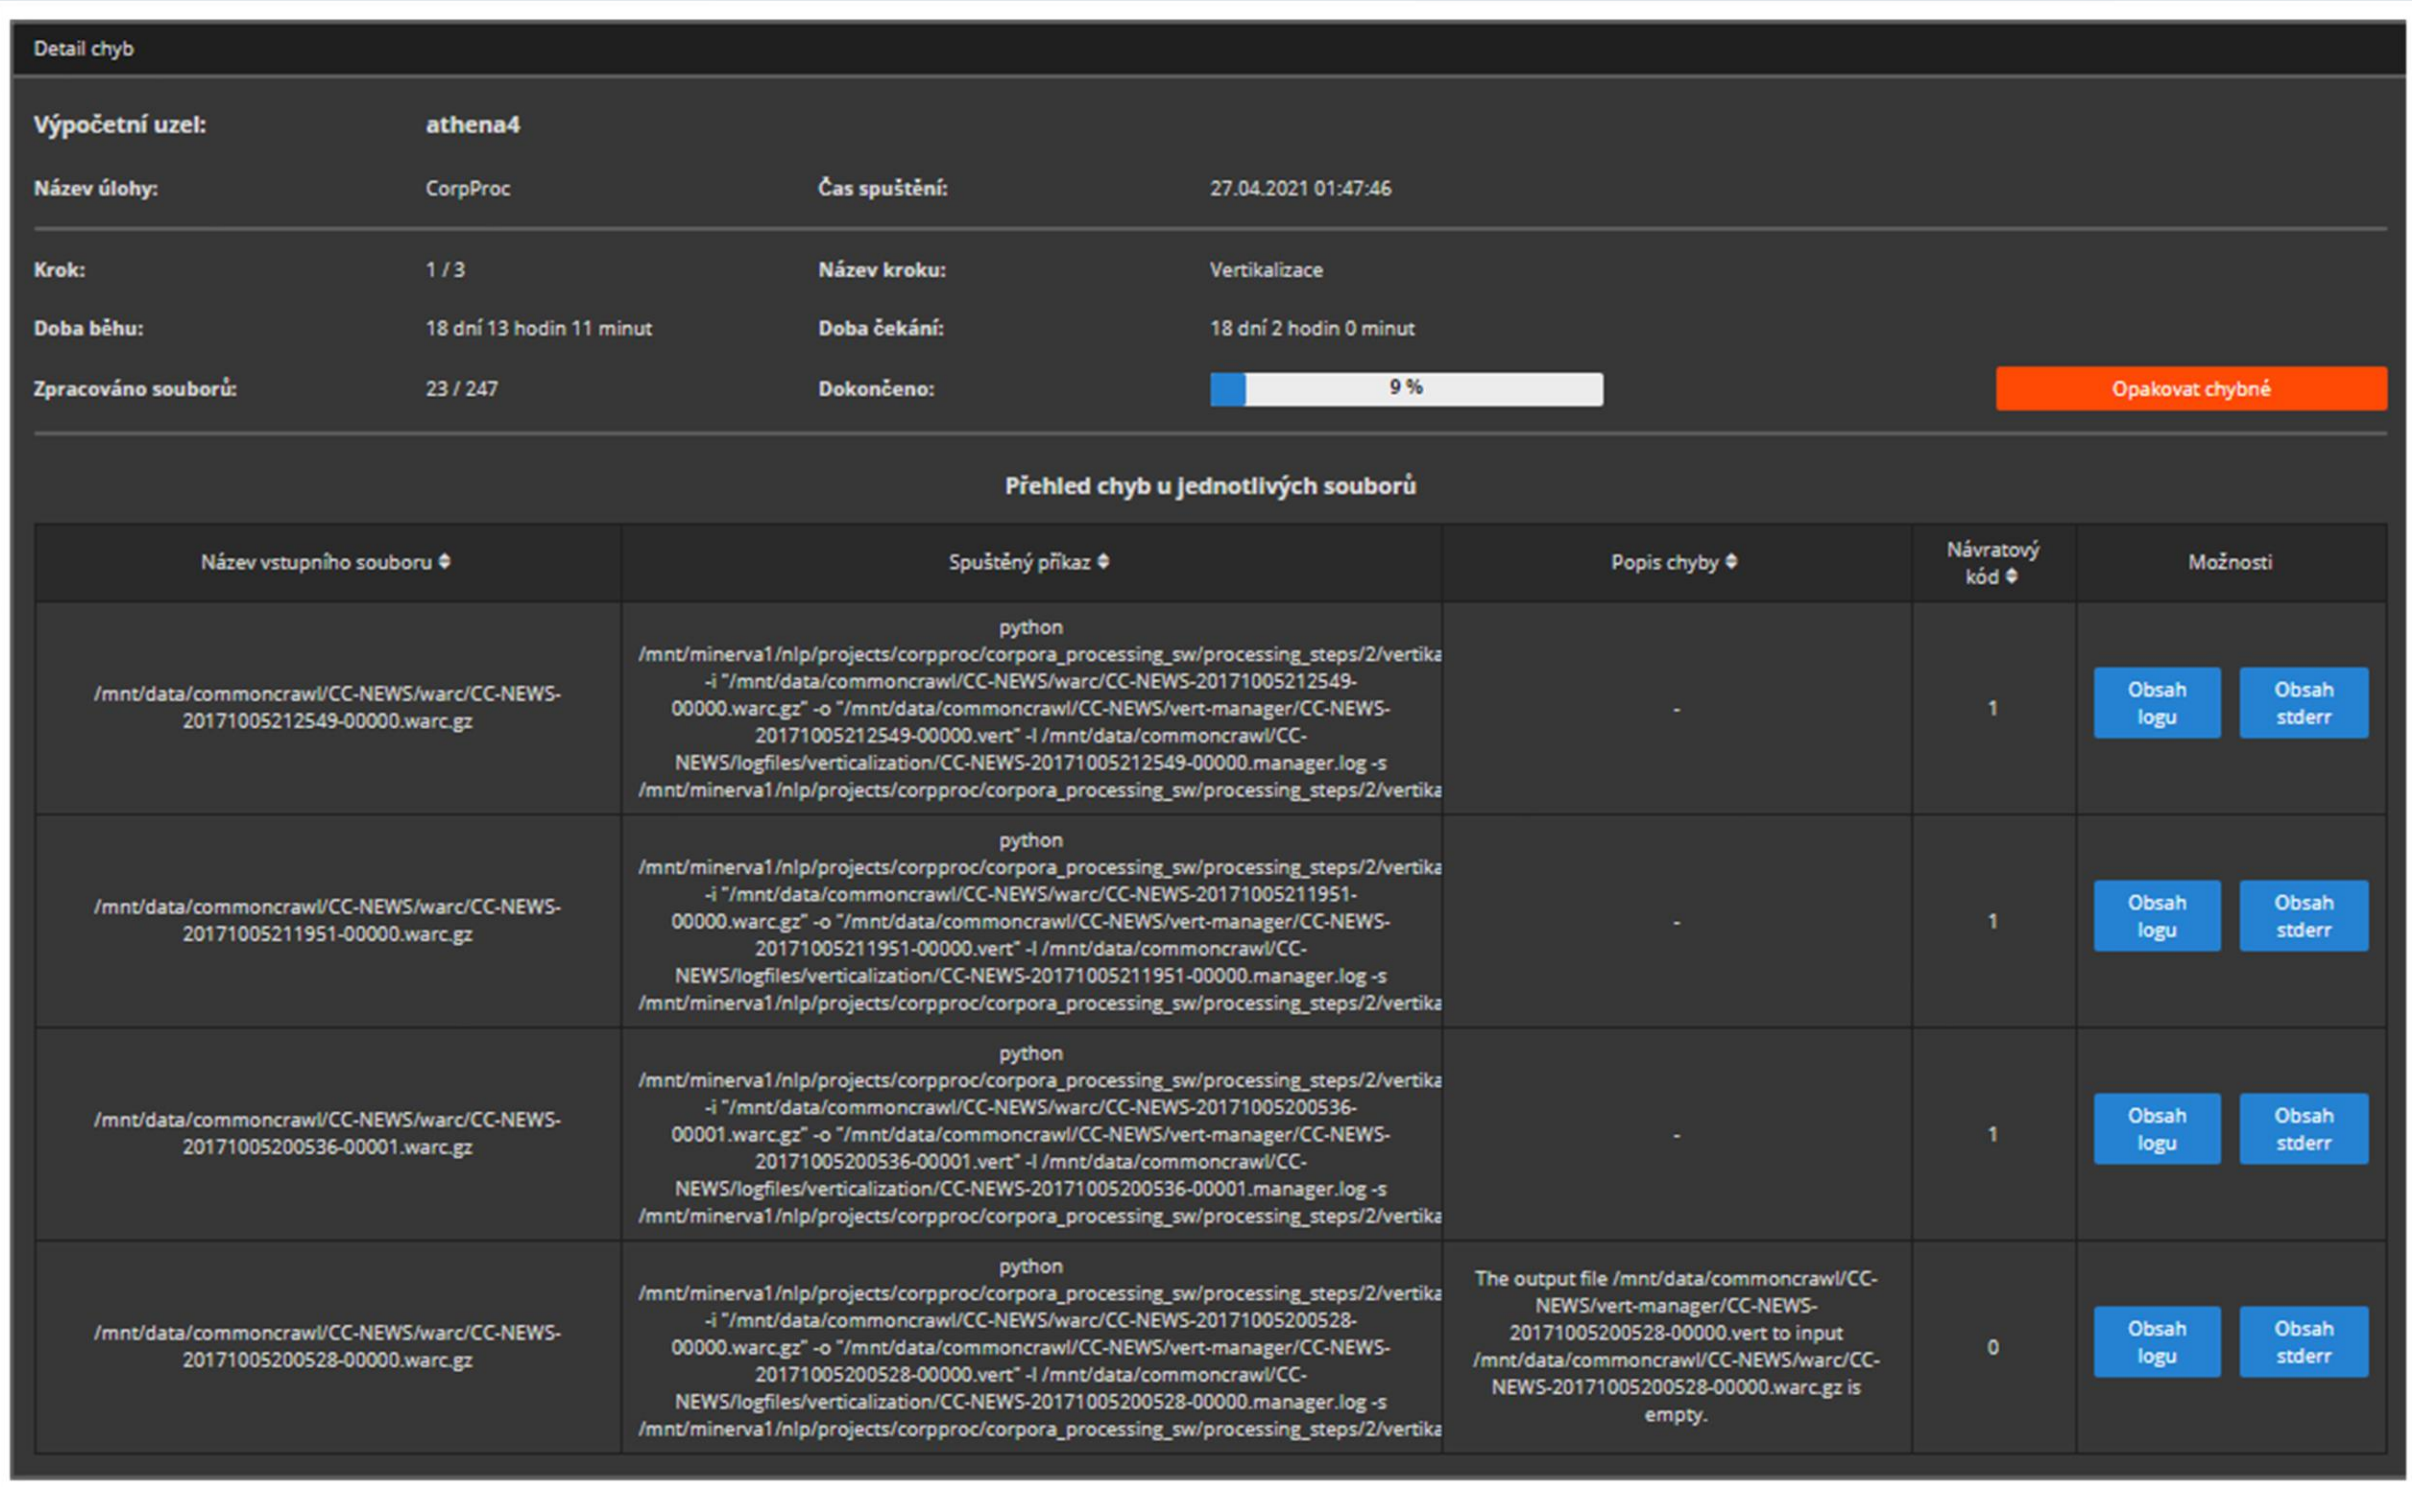 Detail chyb
Výpočetní uzel: athena4
Název úlohy: CorpProc Čas spuštění: 27.04.2021 01:47:46
Krok: 1 / 3 Název kroku: Vertikalizace
Doba běhu: 18 dní 13 hodin 11 minut Doba čekání: 18 dní 2 hodin 0 minut
Zpracováno souborů: 23 / 247 Dokončeno: 9 % Opakovat chybné
Přehled chyb u jednotlivých souborů
Název vstupního souboru Spuštěný příkaz Popis chyby Návratový kód Možnosti
/mnt/data/commoncrawl/CC-NEWS/warc/CC-NEWS-
20171005212549-00000.warc.gz
python
/mnt/minerva1/nlp/projects/corpproc/corpora_processing_sw/processing_steps/2/vertika
-i "/mnt/data/commoncrawl/CC-NEWS/warc/CC-NEWS-20171005212549-
00000.warc.gz" -o "/mnt/data/commoncrawl/CC-NEWS/vert-manager/CC-NEWS-
20171005212549-00000.vert" -l /mnt/data/commoncrawl/CC-
NEWS/logfiles/verticalization/CC-NEWS-20171005212549-00000.manager.log -s
/mnt/minerva1/nlp/projects/corpproc/corpora_processing_sw/processing_steps/2/vertika
-
1
Obsah logu
Obsah stderr
/mnt/data/commoncrawl/CC-NEWS/warc/CC-NEWS-
20171005211951-00000.warc.gz
python
/mnt/minerva1/nlp/projects/corpproc/corpora_processing_sw/processing_steps/2/vertika
-i "/mnt/data/commoncrawl/CC-NEWS/warc/CC-NEWS-20171005211951-
00000.warc.gz" -o "/mnt/data/commoncrawl/CC-NEWS/vert-manager/CC-NEWS-
20171005211951-00000.vert" -l /mnt/data/commoncrawl/CC-
NEWS/logfiles/verticalization/CC-NEWS-20171005211951-00000.manager.log -s
/mnt/minerva1/nlp/projects/corpproc/corpora_processing_sw/processing_steps/2/vertika
-
1
Obsah logu
Obsah stderr
/mnt/data/commoncrawl/CC-NEWS/warc/CC-NEWS-
20171005200536-00001.warc.gz
python
/mnt/minerva1/nlp/projects/corpproc/corpora_processing_sw/processing_steps/2/vertika
-i "/mnt/data/commoncrawl/CC-NEWS/warc/CC-NEWS-20171005200536-
00001.warc.gz" -o "/mnt/data/commoncrawl/CC-NEWS/vert-manager/CC-NEWS-
20171005200536-00001.vert" -l /mnt/data/commoncrawl/CC-
NEWS/logfiles/verticalization/CC-NEWS-20171005200536-00001.manager.log -s
/mnt/minerva1/nlp/projects/corpproc/corpora_processing_sw/processing_steps/2/vertika
-
1
Obsah logu
Obsah stderr
/mnt/data/commoncrawl/CC-NEWS/warc/CC-NEWS-
20171005200528-00000.warc.gz
python
/mnt/minerva1/nlp/projects/corpproc/corpora_processing_sw/processing_steps/2/vertika
-i "/mnt/data/commoncrawl/CC-NEWS/warc/CC-NEWS-20171005200528-
00000.warc.gz" -o "/mnt/data/commoncrawl/CC-NEWS/vert-manager/CC-NEWS-
20171005200528-00000.vert" -l /mnt/data/commoncrawl/CC-
NEWS/logfiles/verticalization/CC-NEWS-20171005200528-00000.manager.log -s
/mnt/minerva1/nlp/projects/corpproc/corpora_processing_sw/processing_steps/2/vertika
The output file /mnt/data/commoncrawl/CC-
NEWS/vert-manager/CC-NEWS-
20171005200528-00000.vert to input
/mnt/data/commoncrawl/CC-NEWS/warc/CC-
NEWS-20171005200528-00000.warc.gz is
empty.
0
Obsah logu
Obsah stderr